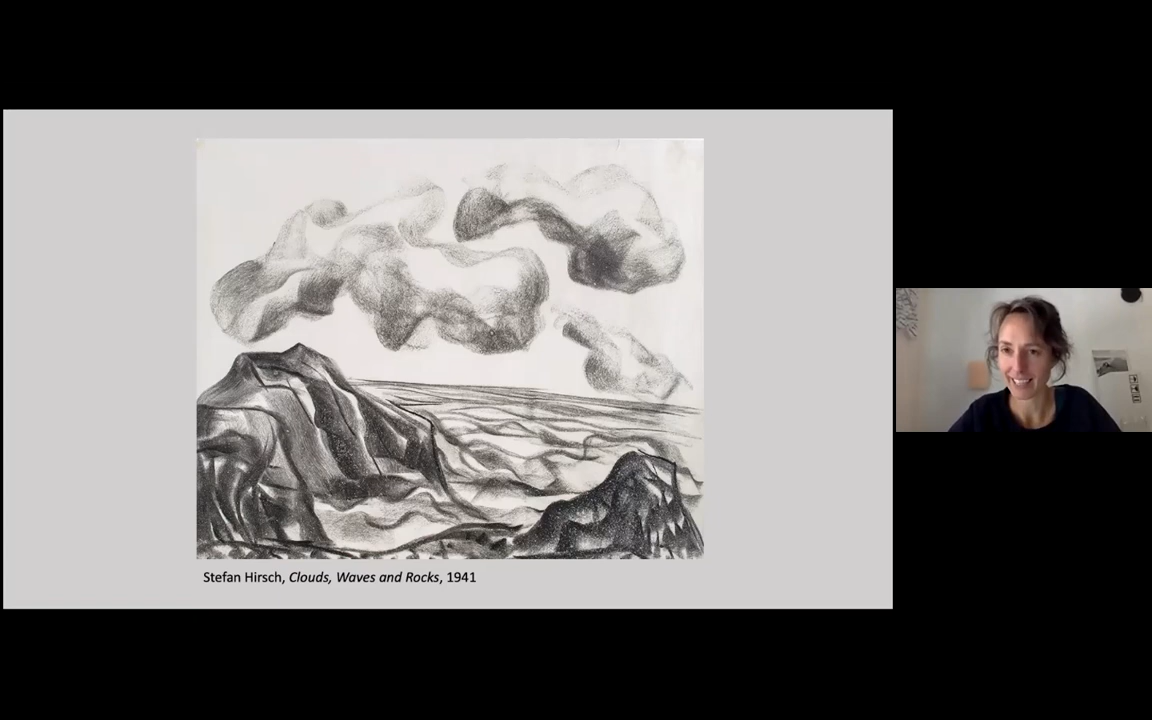 Stefan Hirsch, Clouds, Waves and Rocks, 1941